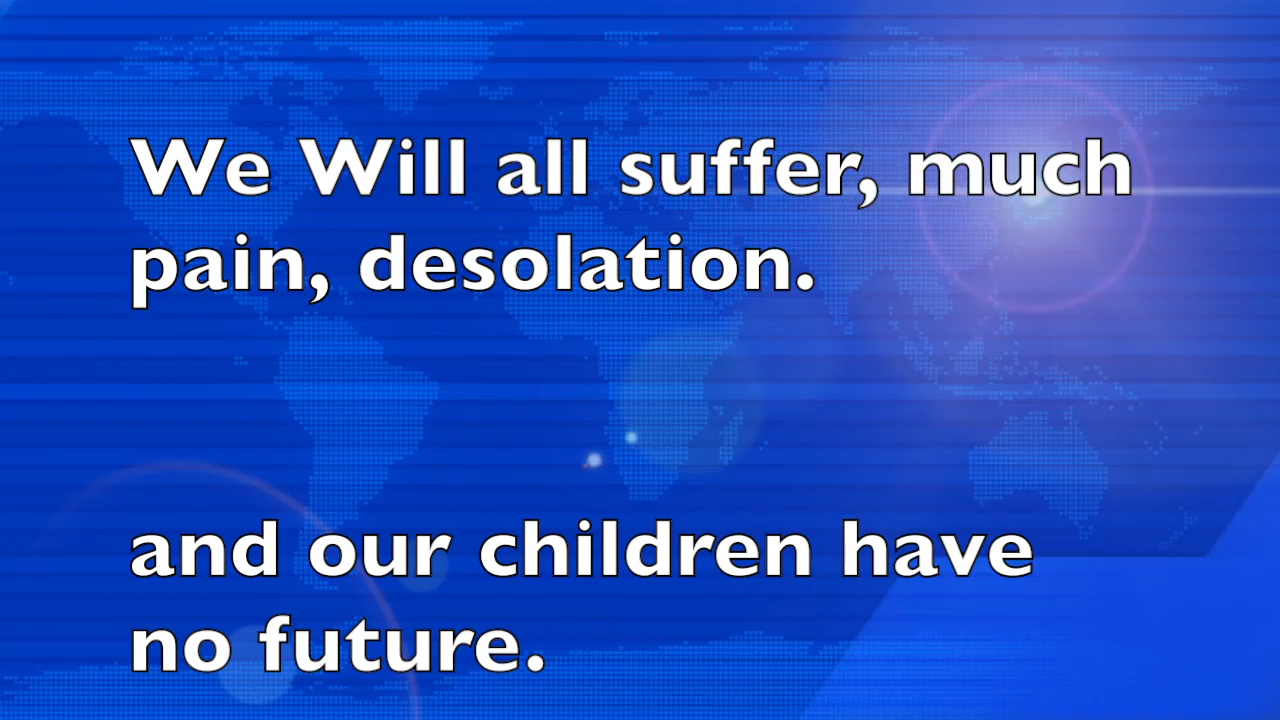 We Will all suffer, much
pain, desolation.
and our children have
no future.